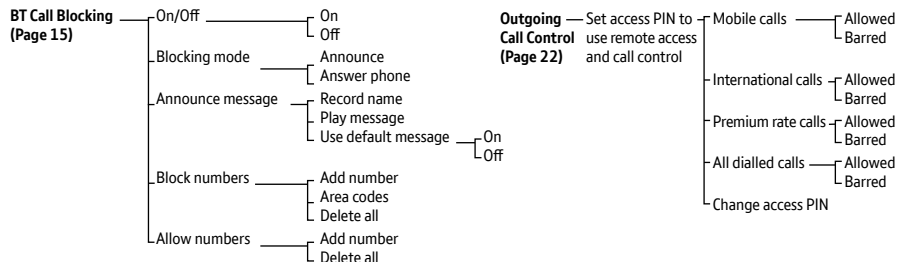 BT Call Blocking
(Page 15)
On/Off
On
Off
Blocking mode
Announce
Answer phone
Announce message
Record name
Play message
Use default message
On
Off
Block numbers
Add number
Area codes
Delete all
Allow numbers
Add number
Delete all
Outgoing
Call Control
(Page 22)
Set access PIN to
use remote access
and call control
Mobile calls
Allowed
Barred
International calls
Allowed
Barred
Premium rate calls
Allowed
Barred
All dialled calls
Allowed
Barred
Change access PIN